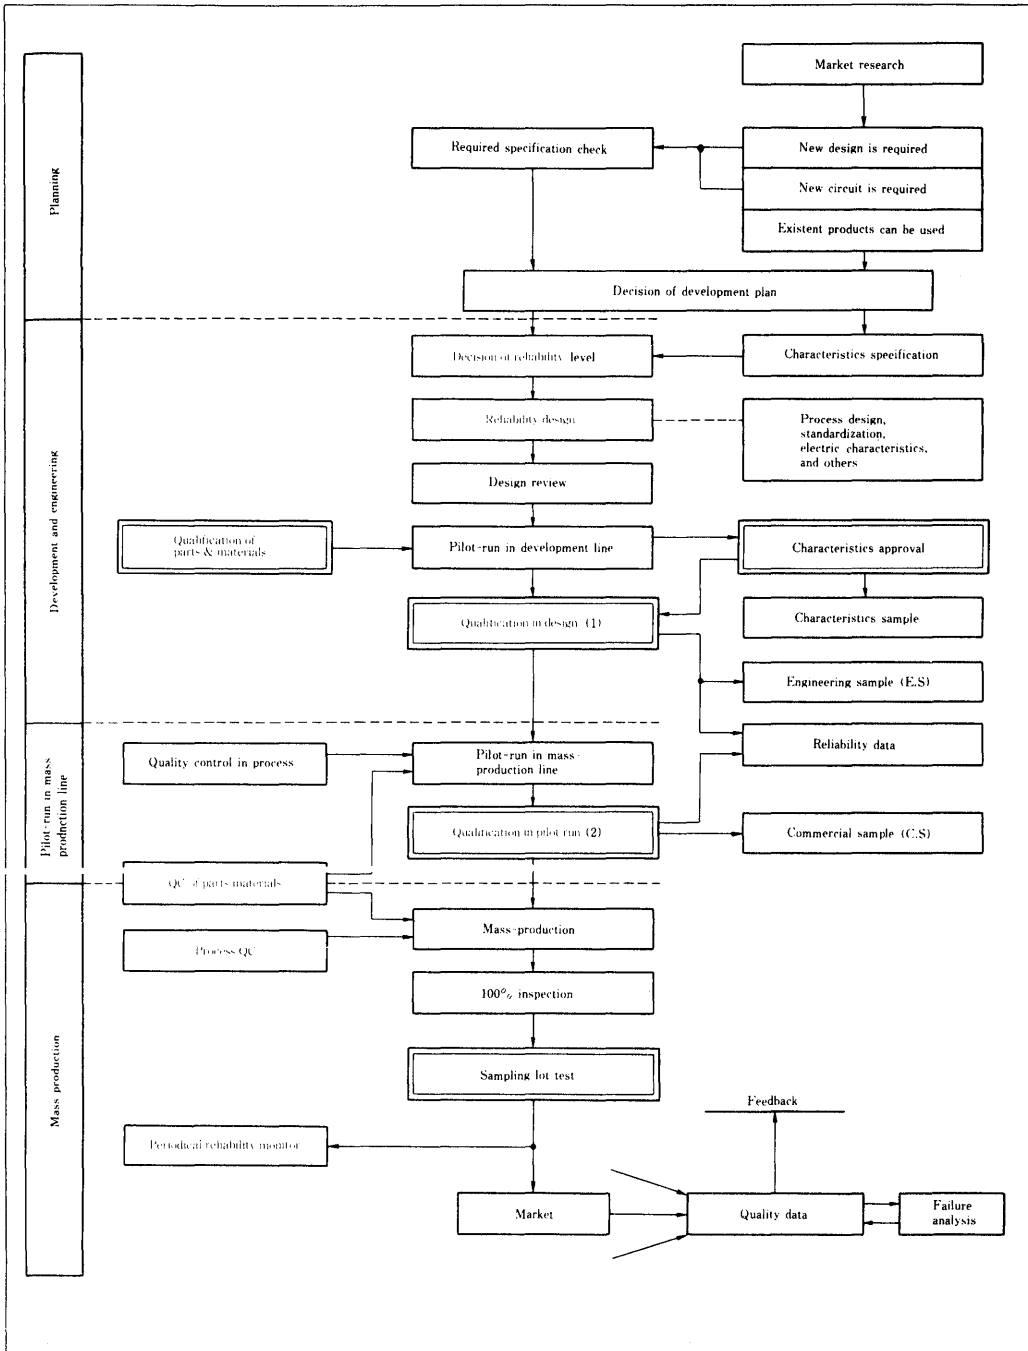 Market research
Required specification check
New design is required
New circuit is required
Existent products can be used
Planning
Decision of development plan
Decision of reliability level
Characteristics specification
Reliability design
Process design,
standardization,
electric characteristics,
and others
Design review
Development and engineering
Qualification of
parts & materials
Pilot-run in development line
Characteristics approval
Qualification in design (1)
Characteristics sample
Engineering sample (E.S)
Quality control in process
Pilot-run in mass-
production line
Reliability data
Pilot-run in mass
production line
Qualification in pilot run (2)
Commercial sample (C.S)
QC of parts materials
Mass-production
Process QC
100% inspection
Mass production
Sampling lot test
Feedback
Periodical reliability monitor
Market
Quality data
Failure
analysis